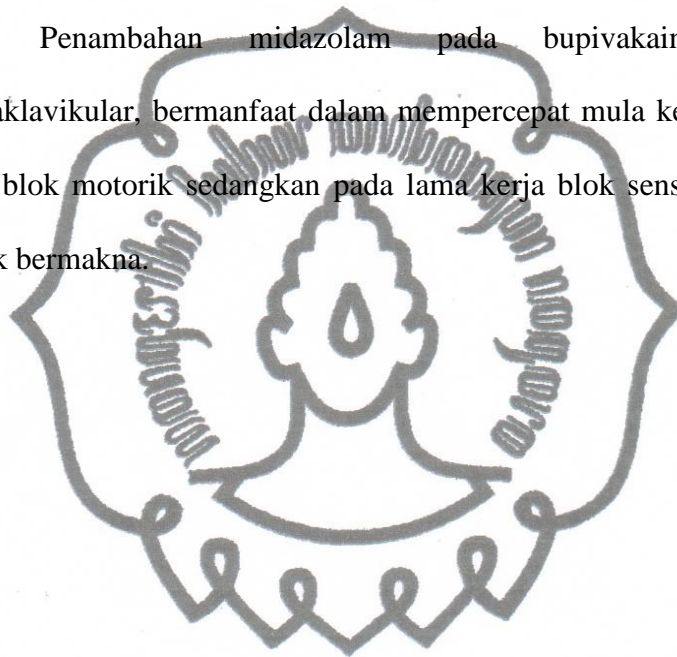 Penambahan midazolam pada bupivakain
aklavikular, bermanfaat dalam mempercepat mula ke
blok motorik sedangkan pada lama kerja blok sens
k bermakna.